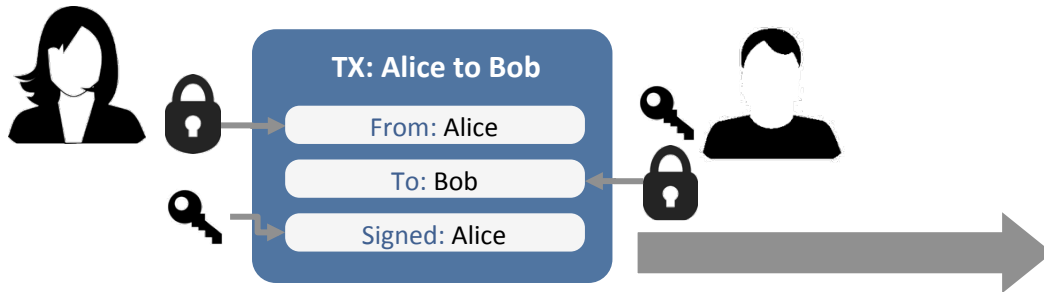 TX: Alice to Bob
From: Alice
To: Bob
Signed: Alice